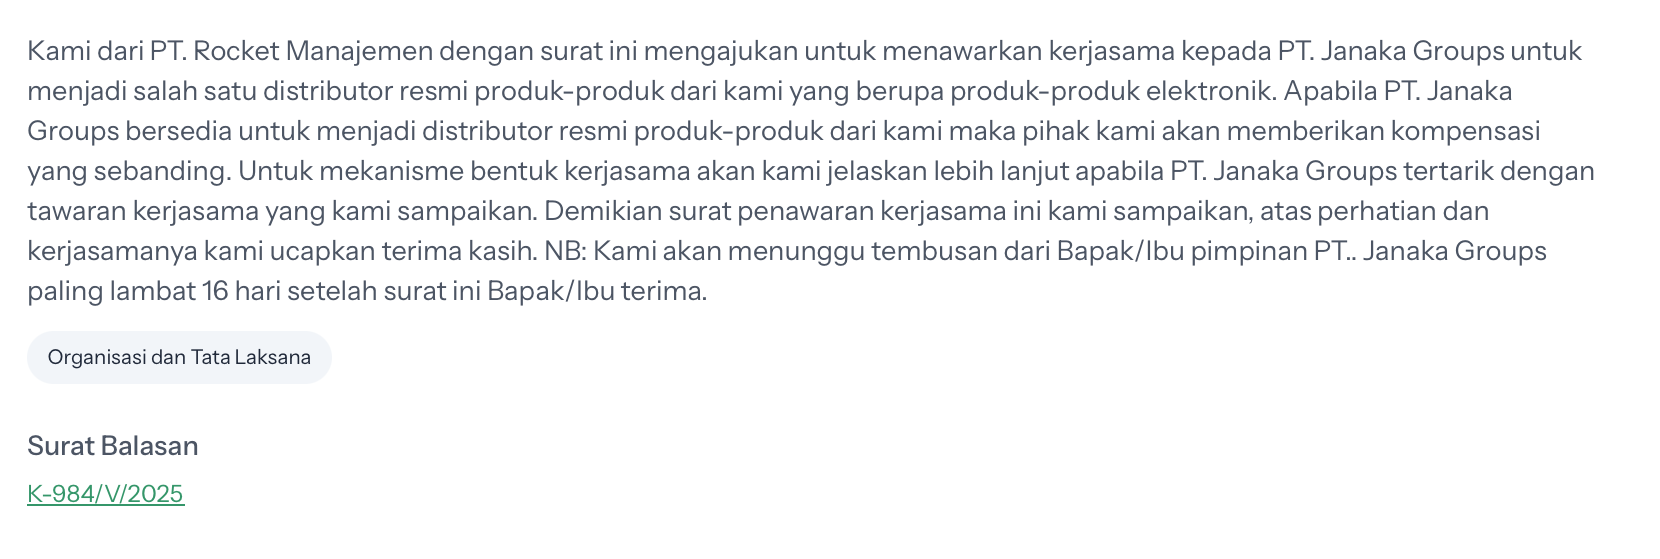 Kami dari PT. Rocket Manajemen dengan surat ini mengajukan untuk menawarkan kerjasama kepada PT. Janaka Groups untuk
menjadi salah satu distributor resmi produk-produk dari kami yang berupa produk-produk elektronik. Apabila PT. Janaka
Groups bersedia untuk menjadi distributor resmi produk-produk dari kami maka pihak kami akan memberikan kompensasi
yang sebanding. Untuk mekanisme bentuk kerjasama akan kami jelaskan lebih lanjut apabila PT. Janaka Groups tertarik dengan
tawaran kerjasama yang kami sampaikan. Demikian surat penawaran kerjasama ini kami sampaikan, atas perhatian dan
kerjasamanya kami ucapkan terima kasih. NB: Kami akan menunggu tembusan dari Bapak/Ibu pimpinan PT.. Janaka Groups
paling lambat 16 hari setelah surat ini Bapak/Ibu terima.
Organisasi dan Tata Laksana
Surat Balasan
K-984/V/2025